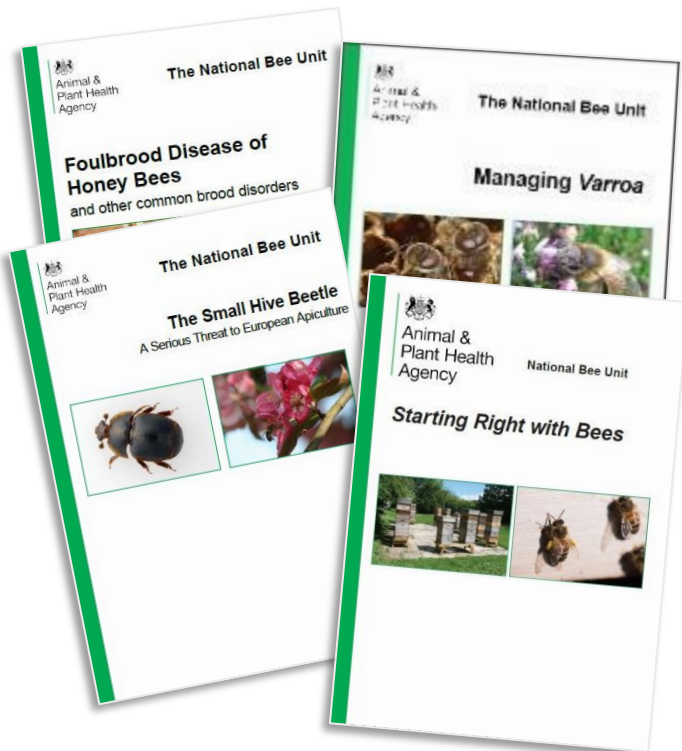 Animal &
Plant Health
Agency
The National Bee Unit
Foulbrood Disease of
Honey Bees
and other common brood disorders
Animal &
Plant Health
Agency
The National Bee Unit
Managing Varroa
Animal &
Plant Health
Agency
The National Bee Unit
The Small Hive Beetle
A Serious Threat to European Apiculture
Animal &
Plant Health
Agency
National Bee Unit
Starting Right with Bees